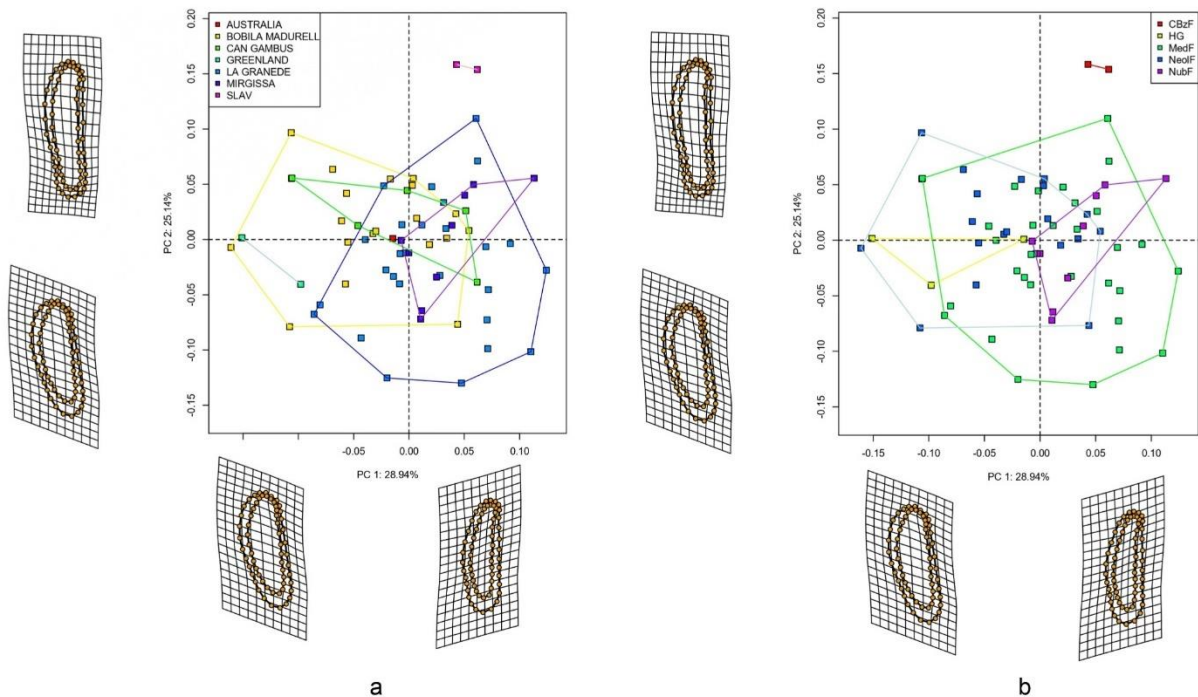 AUSTRALIA
BOBILA MADURELL
CAN GAMBUS
GREENLAND
LA GRANEDE
MIRGISSA
SLAV
0.20
0.15
0.10
0.05
0.00
-0.05
-0.10
-0.15
PC 2: 25.14%
-0.05
0.00
0.05
0.10
PC 1: 28.94%
a
CBzF
HG
MedF
NeolF
NubF
0.20
0.15
0.10
0.05
0.00
-0.05
-0.10
-0.15
PC 2: 25.14%
-0.15
-0.10
-0.05
0.00
0.05
0.10
PC 1: 28.94%
b